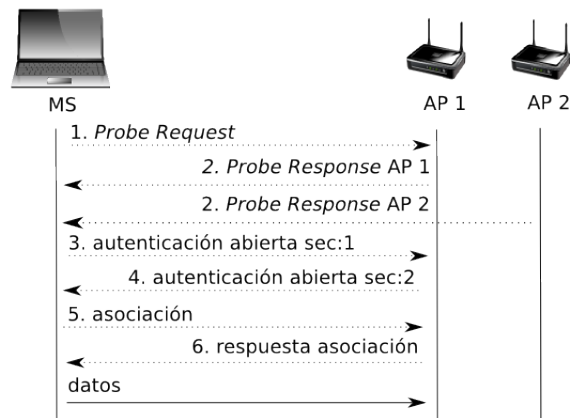 MS
AP 1
AP 2
1. Probe Request
2. Probe Response AP 1
2. Probe Response AP 2
3. autenticación abierta sec:1
4. autenticación abierta sec:2
5. asociación
6. respuesta asociación
datos